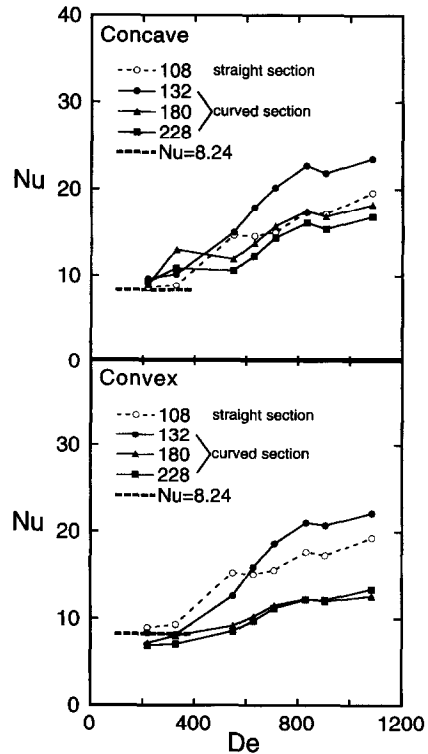 40
Concave
108 straight section
132
180 curved section
228
Nu=8.24
30
Nu
20
10
0
Convex
108 straight section
132
180 curved section
228
Nu=8.24
30
Nu
20
10
0
0 400 800 1200
De